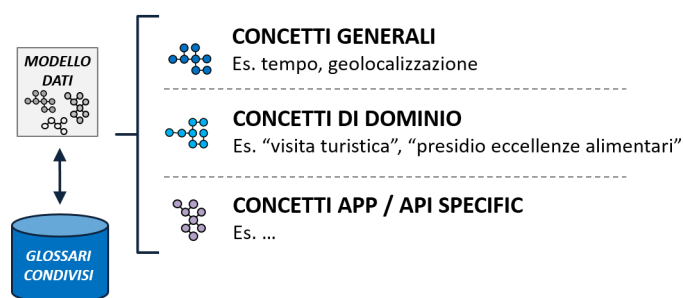 MODELLO
DATI
GLOSSARI
CONDIVISI
CONCETTI GENERALI
Es. tempo, geolocalizzazione
CONCETTI DI DOMINIO
Es. “visita turistica”, “presidio eccellenze alimentari”
CONCETTI APP / API SPECIFIC
Es. …